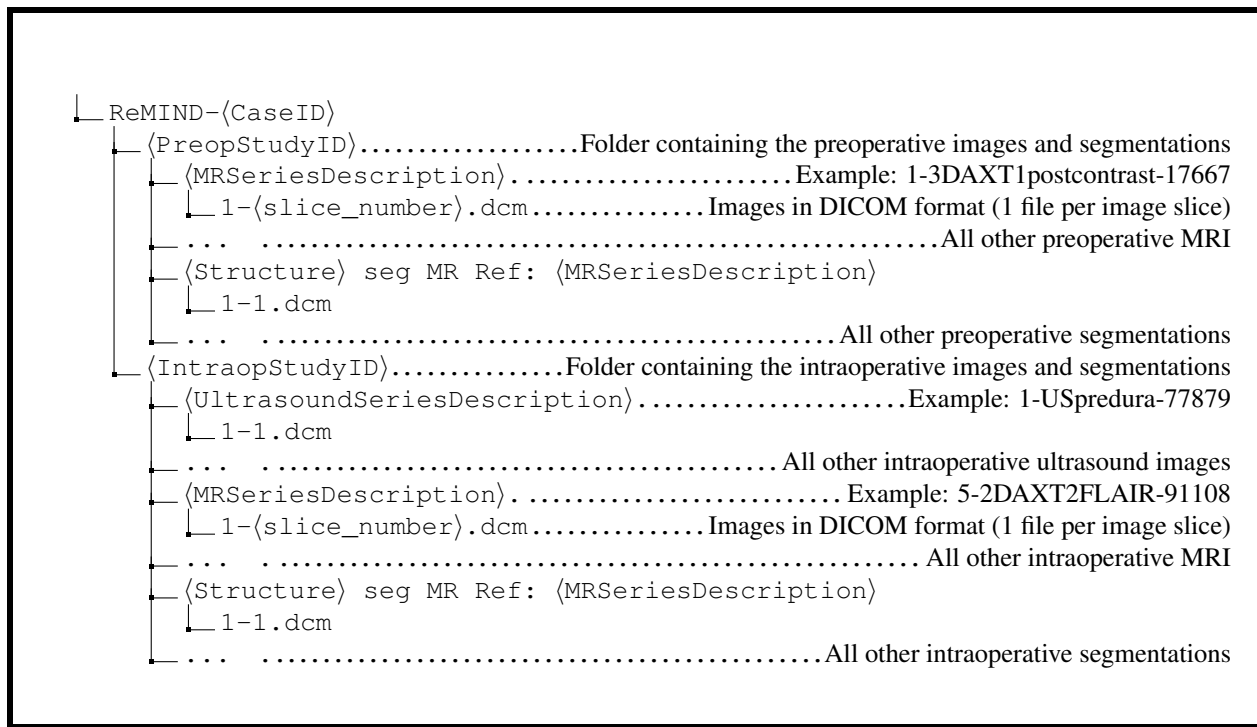 ReMIND-⟨CaseID⟩
⟨PreopStudyID⟩...................Folder containing the preoperative images and segmentations
⟨MRSeriesDescription⟩........................Example: 1-3DAXT1postcontrast-17667
1-⟨slice_number⟩.dcm...............Images in DICOM format (1 file per image slice)
... .......................................................All other preoperative MRI
⟨Structure⟩ seg MR Ref: ⟨MRSeriesDescription⟩
1-1.dcm
... ...............................................All other preoperative segmentations
⟨IntraopStudyID⟩...............Folder containing the intraoperative images and segmentations
⟨UltrasoundSeriesDescription⟩.......................Example: 1-USpredura-77879
1-1.dcm
... ..........................................All other intraoperative ultrasound images
⟨MRSeriesDescription⟩............................Example: 5-2DAXT2FLAIR-91108
1-⟨slice_number⟩.dcm...............Images in DICOM format (1 file per image slice)
... .....................................................All other intraoperative MRI
⟨Structure⟩ seg MR Ref: ⟨MRSeriesDescription⟩
1-1.dcm
... ..............................................All other intraoperative segmentations